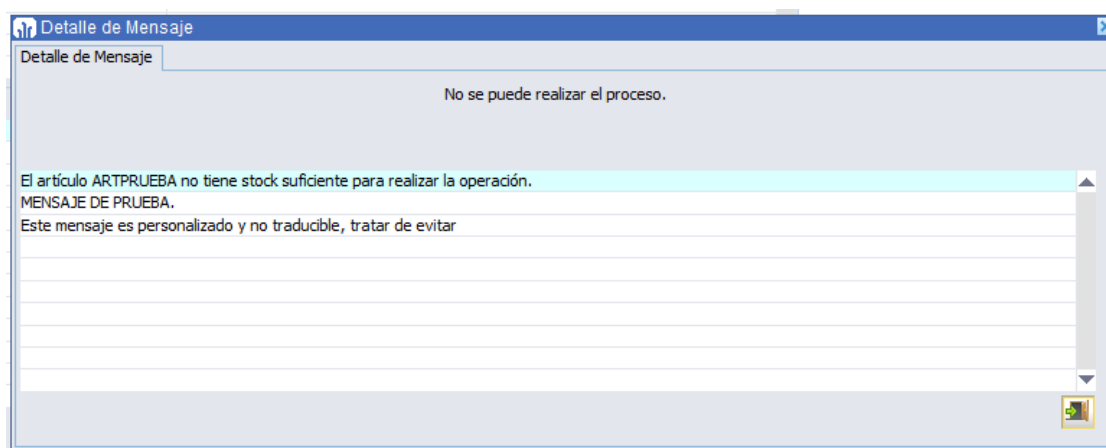 Detalle de Mensaje
Detalle de Mensaje
No se puede realizar el proceso.
El artículo ARTPRUEBA no tiene stock suficiente para realizar la operación.
MENSAJE DE PRUEBA.
Este mensaje es personalizado y no traducible, tratar de evitar